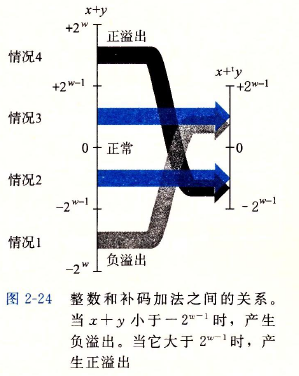 x+y
+2^w
正溢出
情况4
x+^t y
+2^{w-1}
+2^{w-1}
情况3
0
正常
0
情况2
-2^{w-1}
-2^{w-1}
情况1
-2^w
负溢出
图 2-24 整数和补码加法之间的关系。
当 x+y 小于-2^{w-1}时，产生
负溢出。当它大于 2^{w-1}时，产
生正溢出